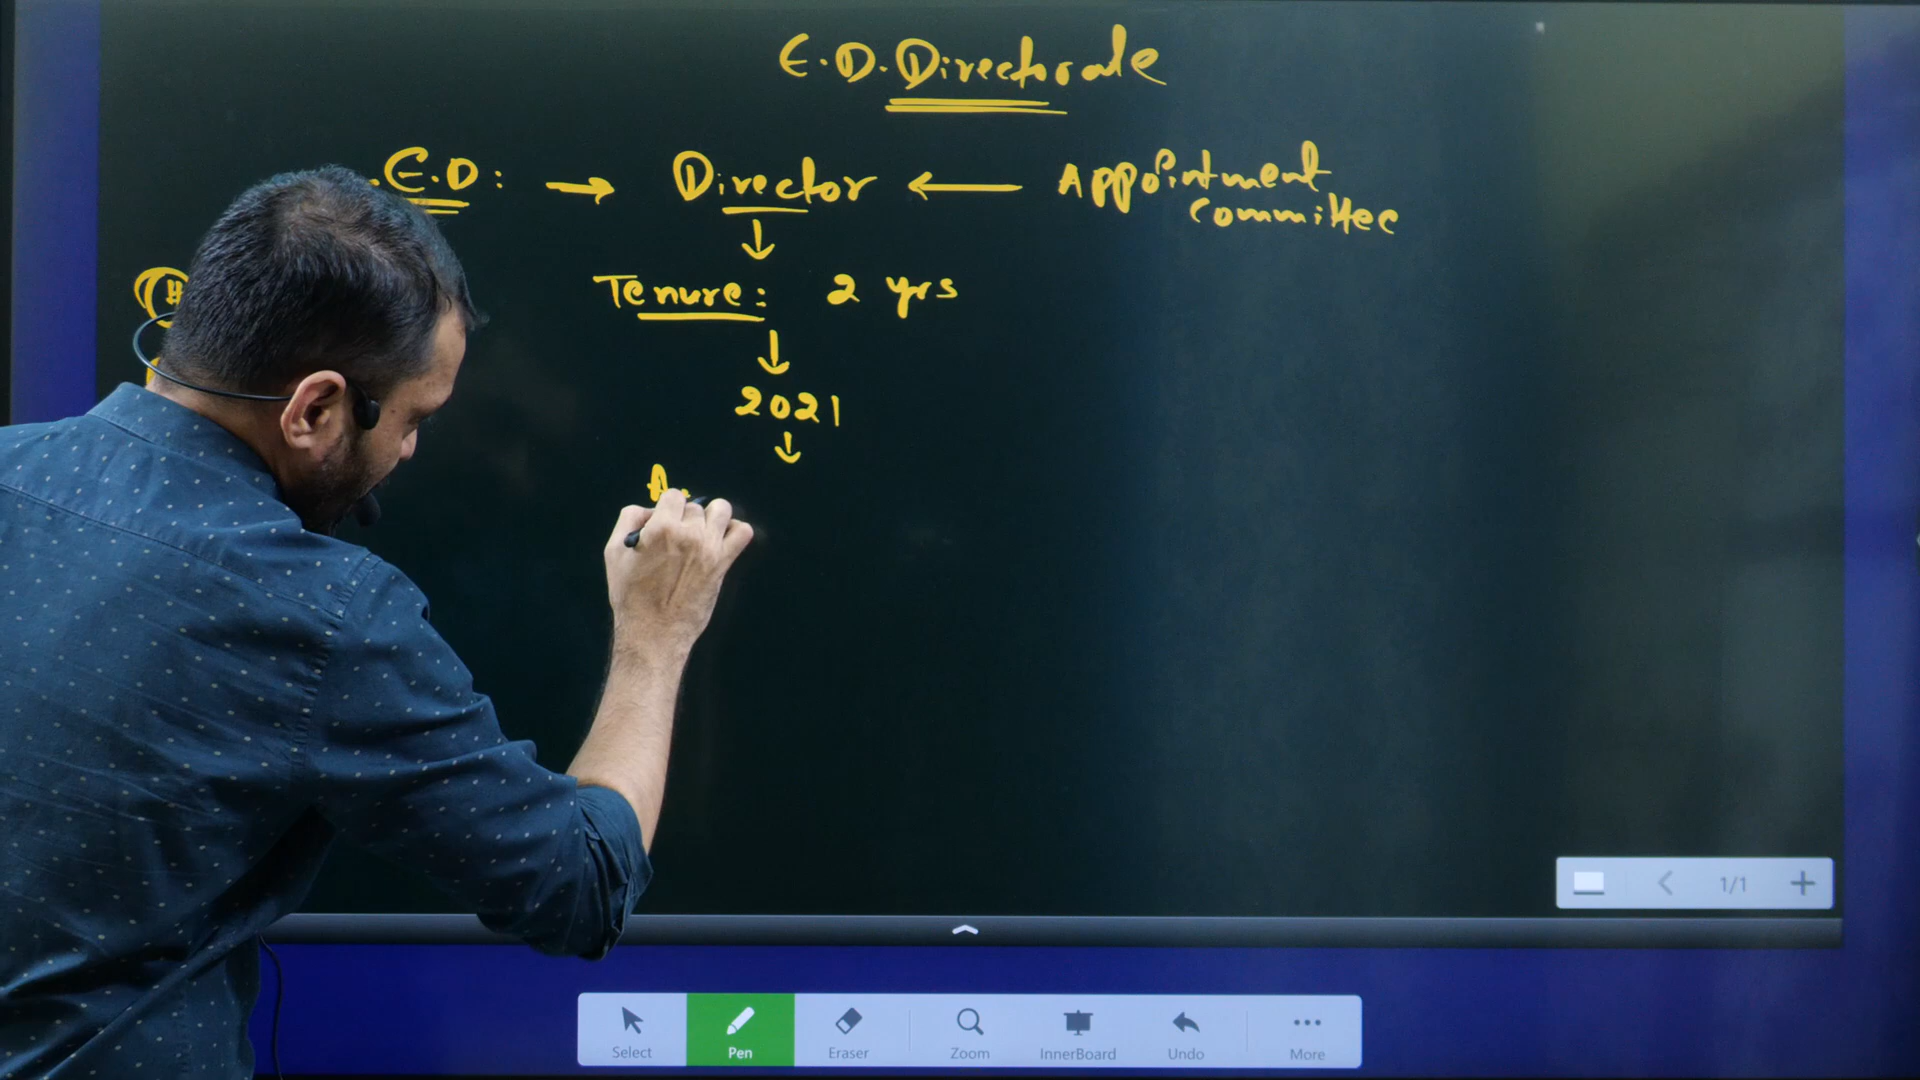 E.D. Directorate
E.D: → Director ← Appointment
committee
↓
Tenure: 2 yrs
↓
2021
↓
1/1
Select Pen Eraser Zoom InnerBoard Undo More